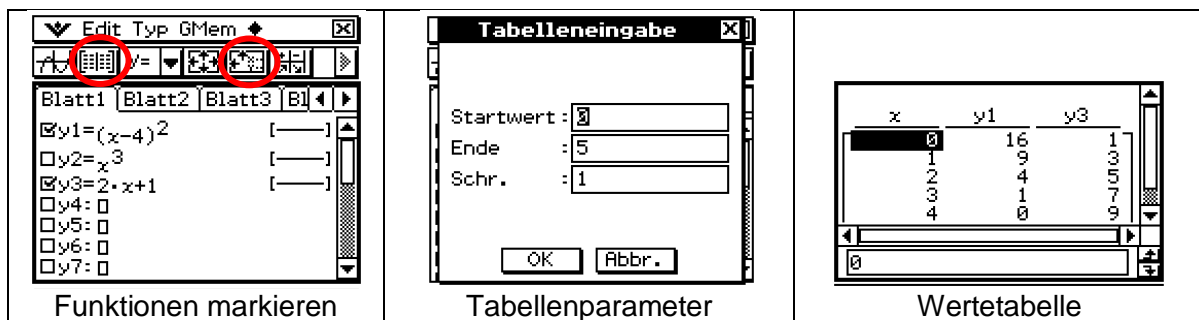 Edit Typ GMem
y=
Blatt1 Blatt2 Blatt3 Bl
y1=(x-4)²
y2=x³
y3=2·x+1
y4:
y5:
y6:
y7:
Funktionen markieren
Tabelleneingabe
Startwert : 0
Ende : 5
Schr. : 1
OK Abbr.
Tabellenparameter
x y1 y3
0 16 1
1 9 3
2 4 5
3 1 7
4 0 9
0
Wertetabelle